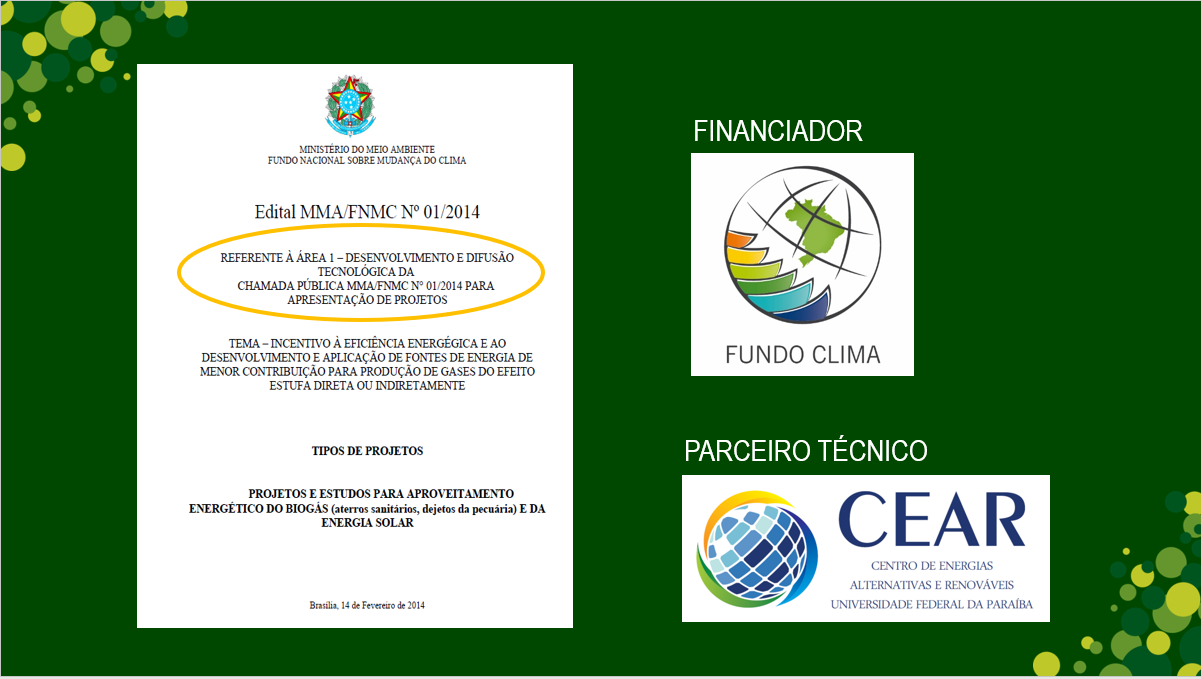 MINISTÉRIO DO MEIO AMBIENTE
FUNDO NACIONAL SOBRE MUDANÇA DO CLIMA
Edital MMA/FNMC Nº 01/2014
REFERENTE À ÁREA 1 – DESENVOLVIMENTO E DIFUSÃO
TECNOLÓGICA DA
CHAMADA PÚBLICA MMA/FNMC Nº 01/2014 PARA
APRESENTAÇÃO DE PROJETOS
TEMA – INCENTIVO À EFICIÊNCIA ENERGÉGICA E AO
DESENVOLVIMENTO E APLICAÇÃO DE FONTES DE ENERGIA DE
MENOR CONTRIBUIÇÃO PARA PRODUÇÃO DE GASES DO EFEITO
ESTUFA DIRETA OU INDIRETAMENTE
TIPOS DE PROJETOS
PROJETOS E ESTUDOS PARA APROVEITAMENTO
ENERGÉTICO DO BIOGÁS (aterros sanitários, dejetos da pecuária) E DA
ENERGIA SOLAR
Brasília, 14 de Fevereiro de 2014
FINANCIADOR
FUNDO CLIMA
PARCEIRO TÉCNICO
CEAR
CENTRO DE ENERGIAS
ALTERNATIVAS E RENOVÁVEIS
UNIVERSIDADE FEDERAL DA PARAÍBA